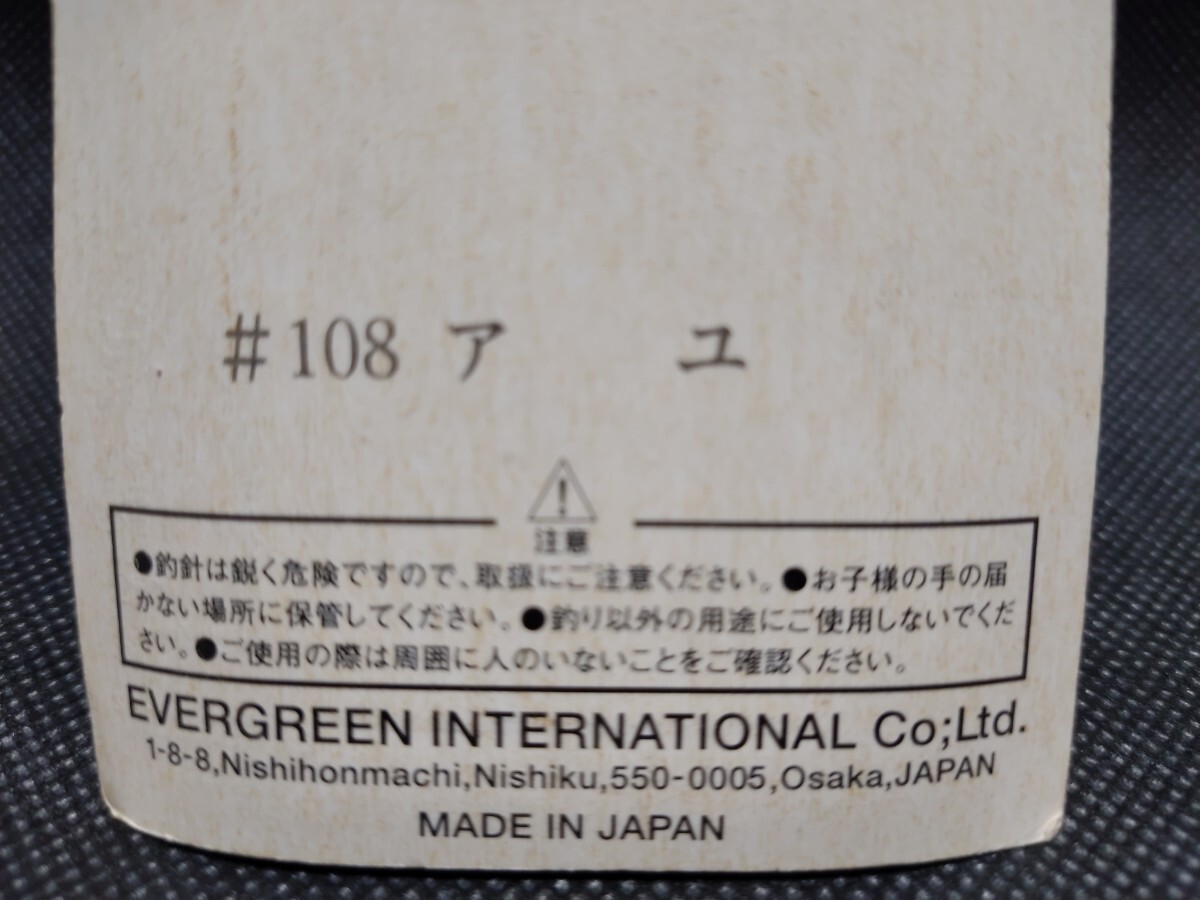 #108 ア ユ
注意
●釣針は鋭く危険ですので、取扱にご注意ください。●お子様の手の届
かない場所に保管してください。●釣り以外の用途にご使用しないでくだ
さい。●ご使用の際は周囲に人のいないことをご確認ください。
EVERGREEN INTERNATIONAL Co;Ltd.
1-8-8,Nishihonmachi,Nishiku,550-0005,Osaka,JAPAN
MADE IN JAPAN